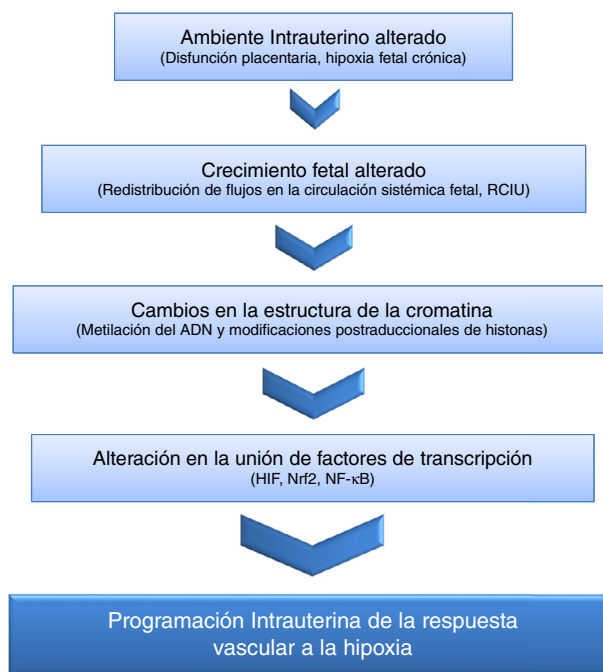 Ambiente Intrauterino alterado
(Disfunción placentaria, hipoxia fetal crónica)
Crecimiento fetal alterado
(Redistribución de flujos en la circulación sistémica fetal, RCIU)
Cambios en la estructura de la cromatina
(Metilación del ADN y modificaciones postraduccionales de histonas)
Alteración en la unión de factores de transcripción
(HIF, Nrf2, NF-κB)
Programación Intrauterina de la respuesta
vascular a la hipoxia